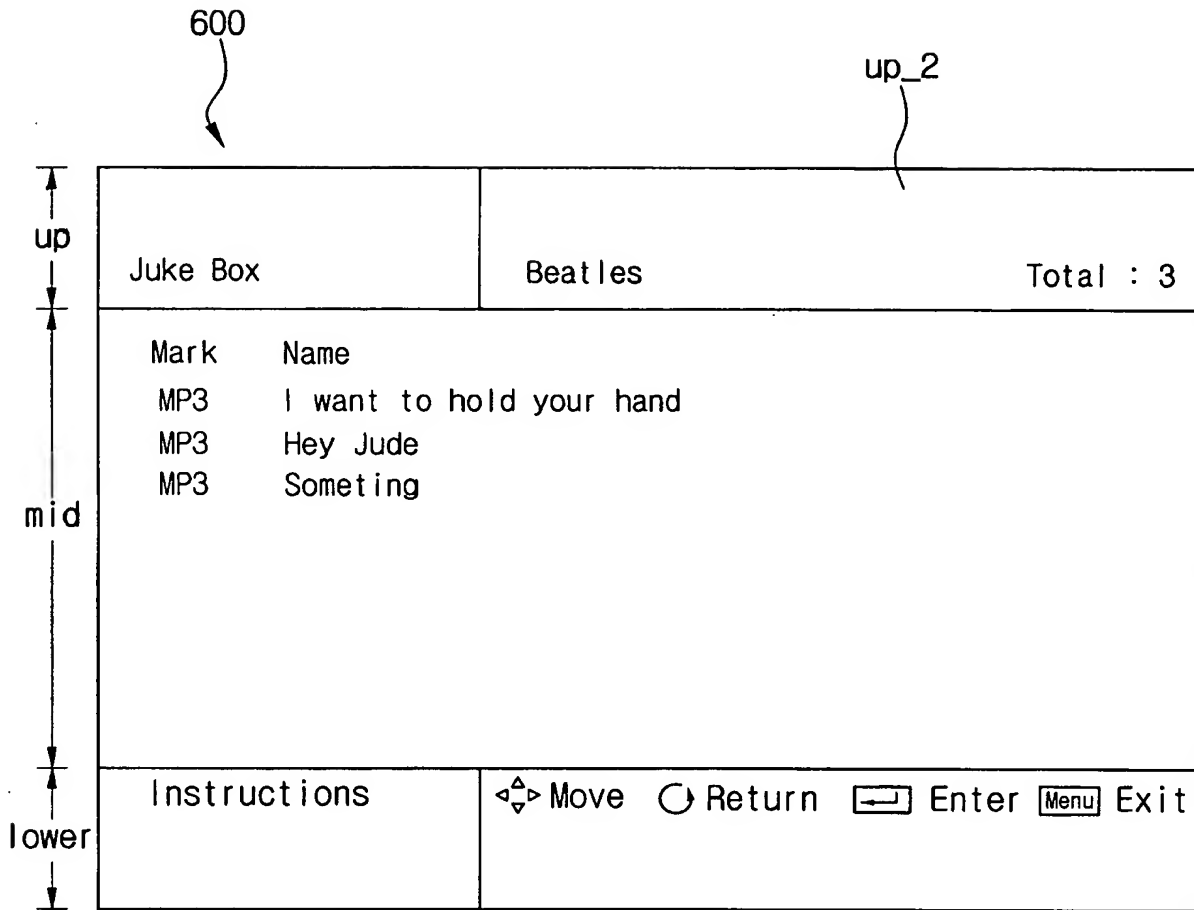 600
up_2
up
Juke Box Beatles Total : 3
Mark Name
MP3 I want to hold your hand
MP3 Hey Jude
MP3 Someting
mid
Instructions Move Return Enter Menu Exit
lower